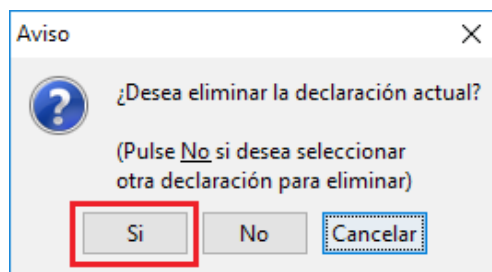 Aviso
¿Desea eliminar la declaración actual?
(Pulse No si desea seleccionar
otra declaración para eliminar)
Si No Cancelar